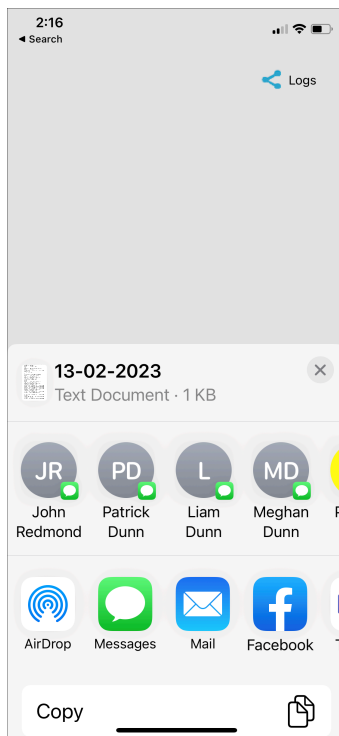 2:16
◀ Search
Logs
13-02-2023
Text Document · 1 KB
JR
PD
L
MD
John
Redmond
Patrick
Dunn
Liam
Dunn
Meghan
Dunn
AirDrop
Messages
Mail
Facebook
Copy